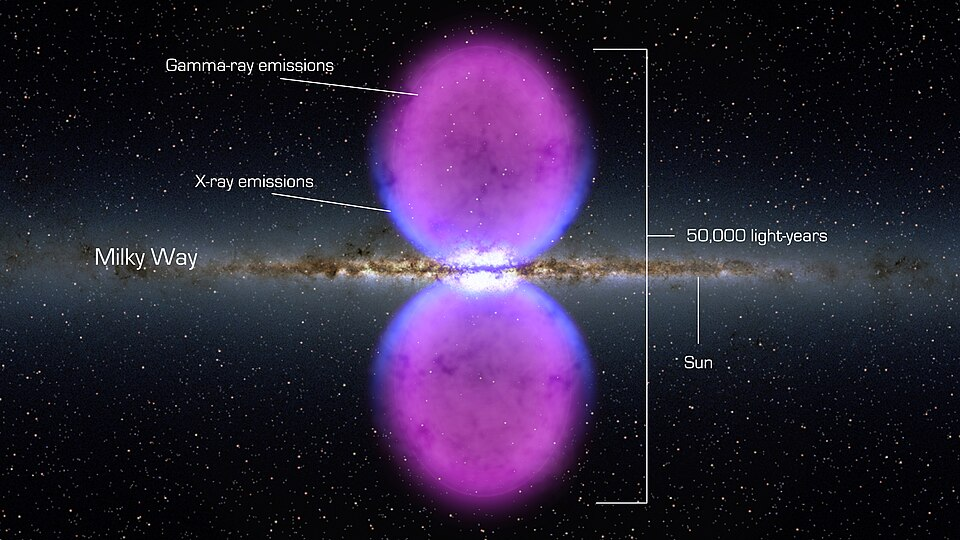 Gamma-ray emissions
X-ray emissions
50,000 light-years
Milky Way
Sun